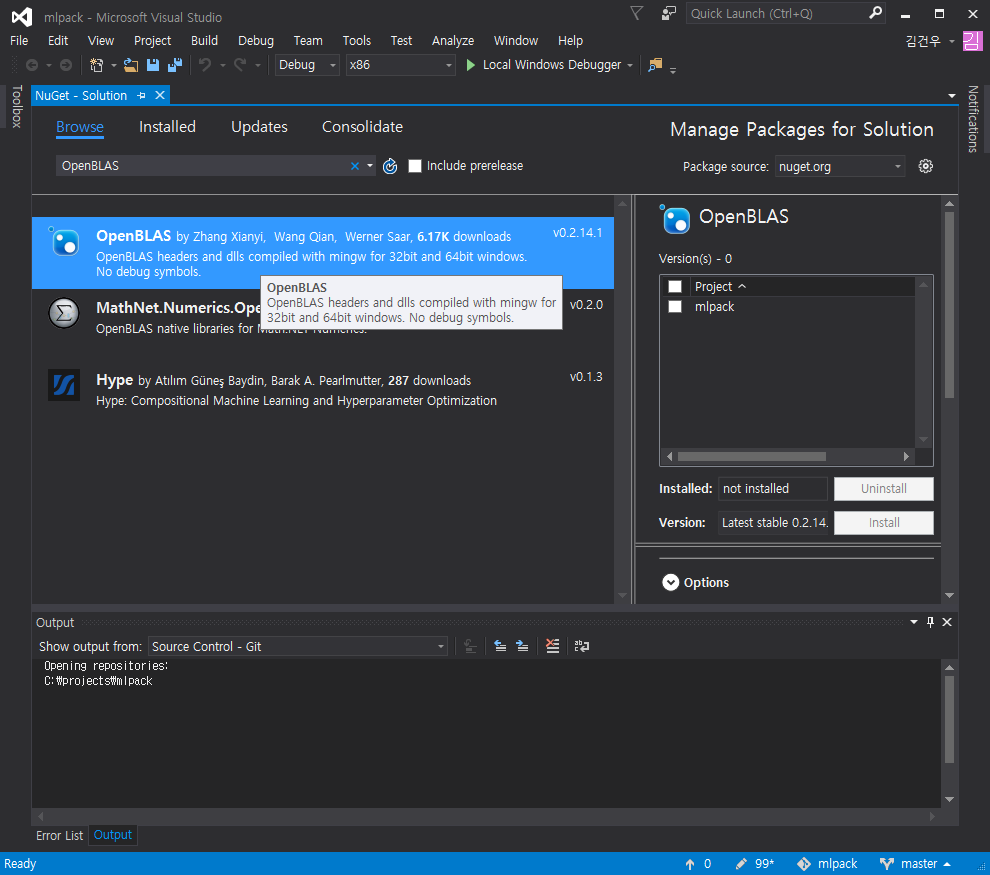 mlpack - Microsoft Visual Studio
Quick Launch (Ctrl+Q)
File Edit View Project Build Debug Team Tools Test Analyze Window Help
김건우 김
Debug x86 Local Windows Debugger
Toolbox
NuGet - Solution
Notifications
Browse Installed Updates Consolidate
Manage Packages for Solution
OpenBLAS
Include prerelease
Package source: nuget.org
OpenBLAS by Zhang Xianyi, Wang Qian, Werner Saar, 6.17K downloads v0.2.14.1
OpenBLAS headers and dlls compiled with mingw for 32bit and 64bit windows.
No debug symbols.
OpenBLAS
OpenBLAS headers and dlls compiled with mingw for
32bit and 64bit windows. No debug symbols.
MathNet.Numerics.Ope v0.2.0
OpenBLAS native libraries for Math.NET Numerics.
Hype by Atılım Güneş Baydin, Barak A. Pearlmutter, 287 downloads v0.1.3
Hype: Compositional Machine Learning and Hyperparameter Optimization
OpenBLAS
Version(s) - 0
Project
mlpack
Installed: not installed Uninstall
Version: Latest stable 0.2.14. Install
Options
Output
Show output from: Source Control - Git
Opening repositories:
C:₩projects₩mlpack
Error List Output
Ready 0 99* mlpack master